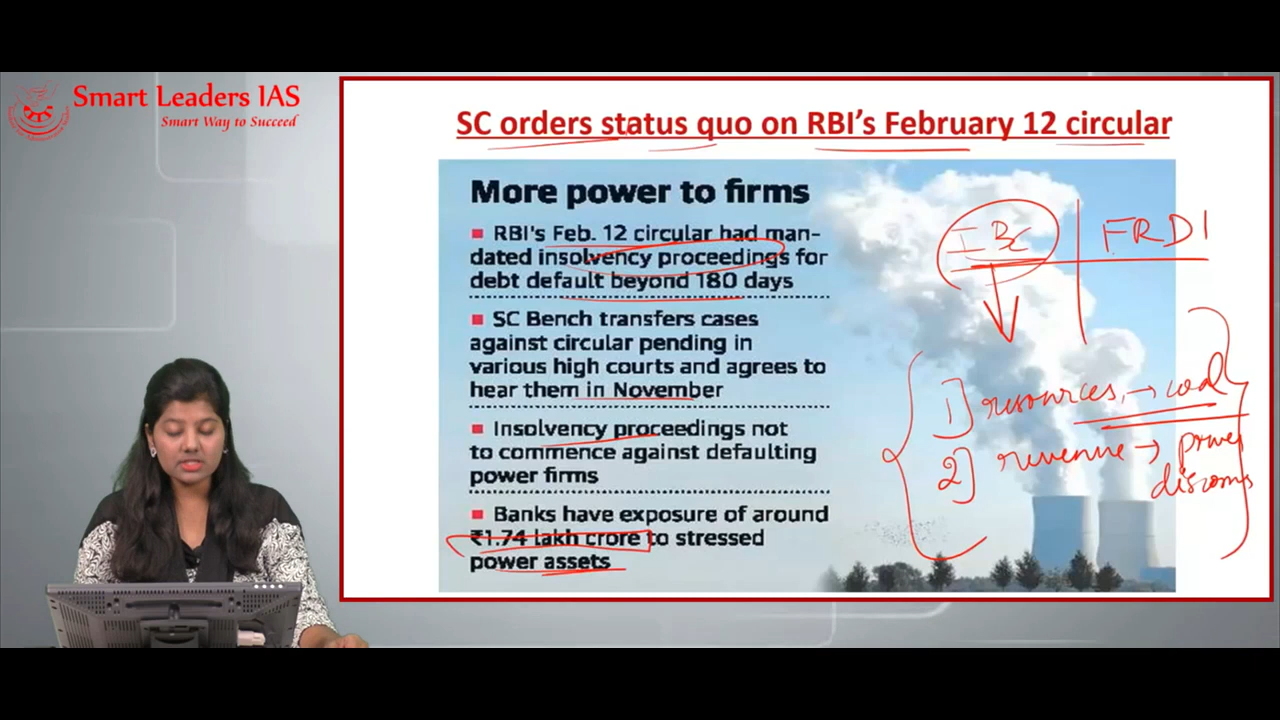 Smart Leaders IAS
Smart Way to Succeed
SC orders status quo on RBI's February 12 circular
More power to firms
RBI's Feb. 12 circular had man-
dated insolvency proceedings for
debt default beyond 180 days
SC Bench transfers cases
against circular pending in
various high courts and agrees to
hear them in November
Insolvency proceedings not
to commence against defaulting
power firms
Banks have exposure of around
₹1.74 lakh crore to stressed
power assets
IBC FRDI
1] resources, → coal
2] revenue → power
discoms